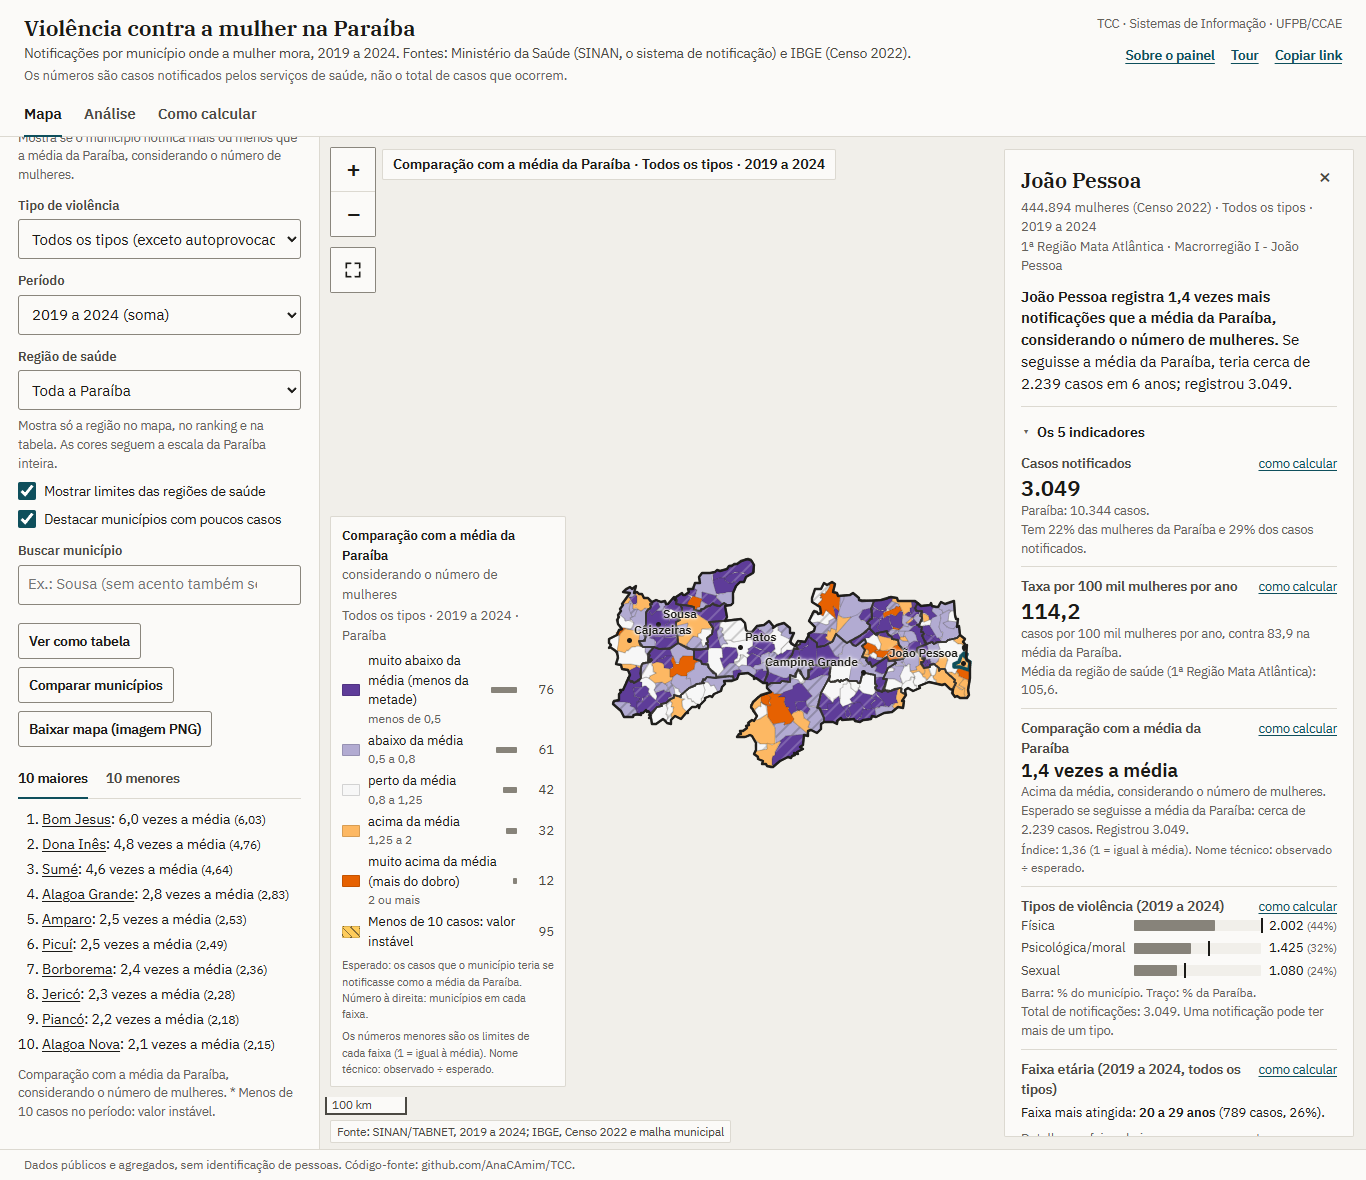 Violência contra a mulher na Paraíba
Notificações por município onde a mulher mora, 2019 a 2024. Fontes: Ministério da Saúde (SINAN, o sistema de notificação) e IBGE (Censo 2022).
Os números são casos notificados pelos serviços de saúde, não o total de casos que ocorrem.
TCC · Sistemas de Informação · UFPB/CCAE
Sobre o painel Tour Copiar link
Mapa Análise Como calcular
Mostra se o município notifica mais ou menos que
a média da Paraíba, considerando o número de
mulheres.
Tipo de violência
Todos os tipos (exceto autoprovocac
Período
2019 a 2024 (soma)
Região de saúde
Toda a Paraíba
Mostra só a região no mapa, no ranking e na
tabela. As cores seguem a escala da Paraíba
inteira.
Mostrar limites das regiões de saúde
Destacar municípios com poucos casos
Buscar município
Ex.: Sousa (sem acento também se
Ver como tabela
Comparar municípios
Baixar mapa (imagem PNG)
10 maiores 10 menores
1. Bom Jesus: 6,0 vezes a média (6,03)
2. Dona Inês: 4,8 vezes a média (4,76)
3. Sumé: 4,6 vezes a média (4,64)
4. Alagoa Grande: 2,8 vezes a média (2,83)
5. Amparo: 2,5 vezes a média (2,53)
6. Picuí: 2,5 vezes a média (2,49)
7. Borborema: 2,4 vezes a média (2,36)
8. Jericó: 2,3 vezes a média (2,28)
9. Piancó: 2,2 vezes a média (2,18)
10. Alagoa Nova: 2,1 vezes a média (2,15)
Comparação com a média da Paraíba,
considerando o número de mulheres. * Menos de
10 casos no período: valor instável.
+
−
Comparação com a média da Paraíba · Todos os tipos · 2019 a 2024
Comparação com a média da
Paraíba
considerando o número de
mulheres
Todos os tipos · 2019 a 2024 ·
Paraíba
muito abaixo da
média (menos da
metade) 76
menos de 0,5
abaixo da média 61
0,5 a 0,8
perto da média 42
0,8 a 1,25
acima da média 32
1,25 a 2
muito acima da média
(mais do dobro) 12
2 ou mais
Menos de 10 casos: valor
instável 95
Esperado: os casos que o município teria se
notificasse como a média da Paraíba.
Número à direita: municípios em cada
faixa.
Os números menores são os limites de
cada faixa (1 = igual à média). Nome
técnico: observado ÷ esperado.
100 km
Fonte: SINAN/TABNET, 2019 a 2024; IBGE, Censo 2022 e malha municipal
Sousa
Cajazeiras
Patos
Campina Grande
João Pessoa
João Pessoa ×
444.894 mulheres (Censo 2022) · Todos os tipos ·
2019 a 2024
1ª Região Mata Atlântica · Macrorregião I - João
Pessoa
João Pessoa registra 1,4 vezes mais
notificações que a média da Paraíba,
considerando o número de mulheres. Se
seguisse a média da Paraíba, teria cerca de
2.239 casos em 6 anos; registrou 3.049.
Os 5 indicadores
Casos notificados como calcular
3.049
Paraíba: 10.344 casos.
Tem 22% das mulheres da Paraíba e 29% dos casos
notificados.
Taxa por 100 mil mulheres por ano como calcular
114,2
casos por 100 mil mulheres por ano, contra 83,9 na
média da Paraíba.
Média da região de saúde (1ª Região Mata Atlântica):
105,6.
Comparação com a média da como calcular
Paraíba
1,4 vezes a média
Acima da média, considerando o número de mulheres.
Esperado se seguisse a média da Paraíba: cerca de
2.239 casos. Registrou 3.049.
Índice: 1,36 (1 = igual à média). Nome técnico: observado
÷ esperado.
Tipos de violência (2019 a 2024) como calcular
Física 2.002 (44%)
Psicológica/moral 1.425 (32%)
Sexual 1.080 (24%)
Barra: % do município. Traço: % da Paraíba.
Total de notificações: 3.049. Uma notificação pode ter
mais de um tipo.
Faixa etária (2019 a 2024, todos os como calcular
tipos)
Faixa mais atingida: 20 a 29 anos (789 casos, 26%).
Dados públicos e agregados, sem identificação de pessoas. Código-fonte: github.com/AnaCAmim/TCC.